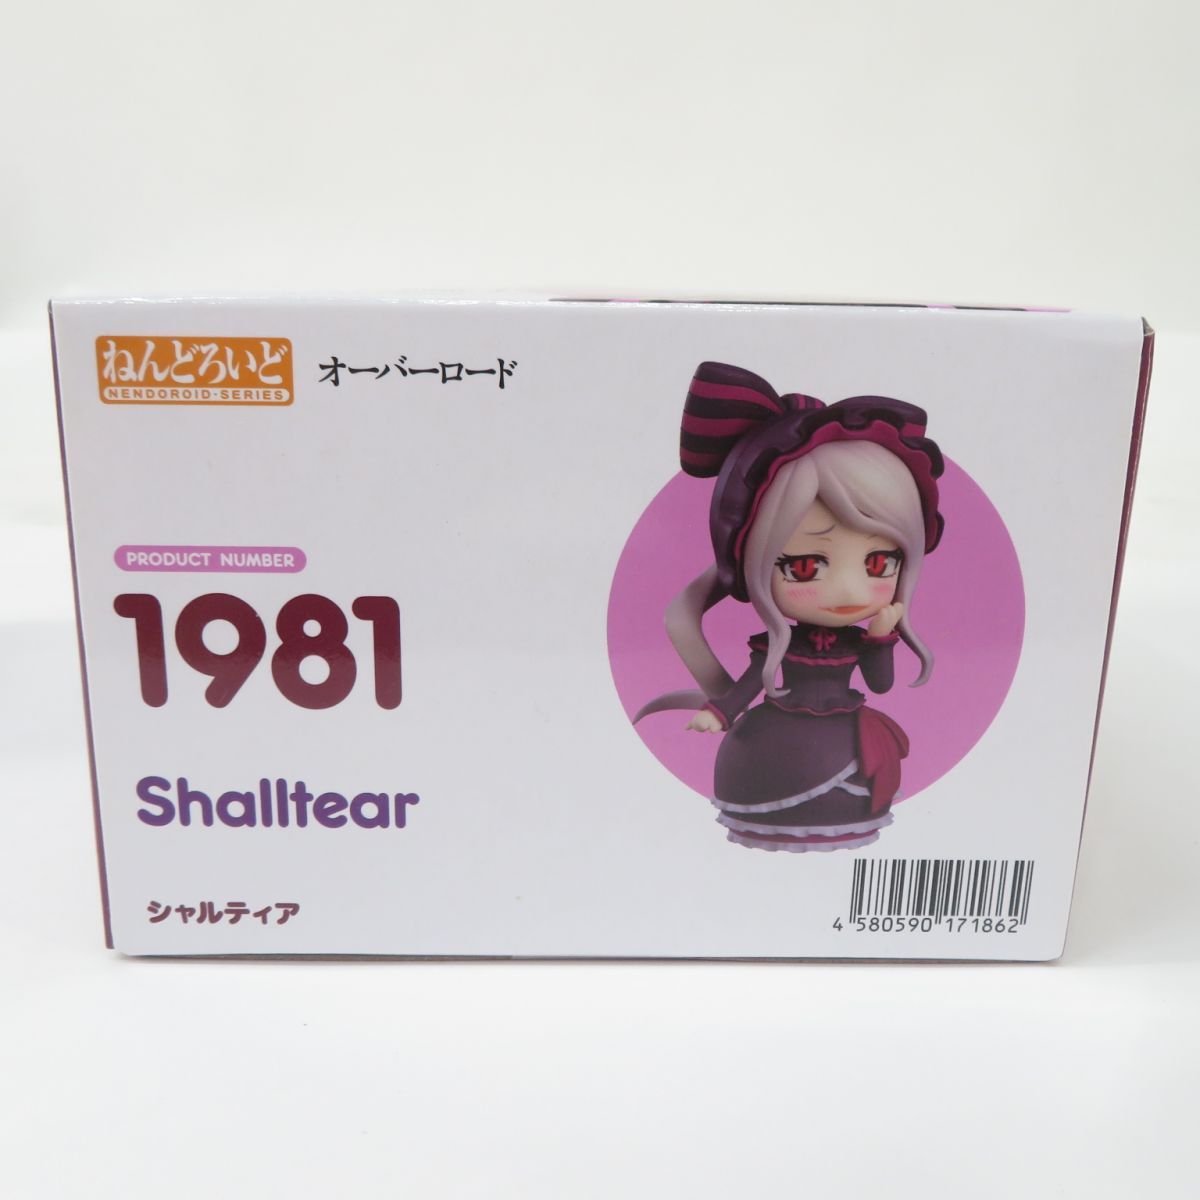 ねんどろいど
NENDOROID・SERIES
オーバーロード
PRODUCT NUMBER
1981
Shalltear
シャルティア
4 580590 171862